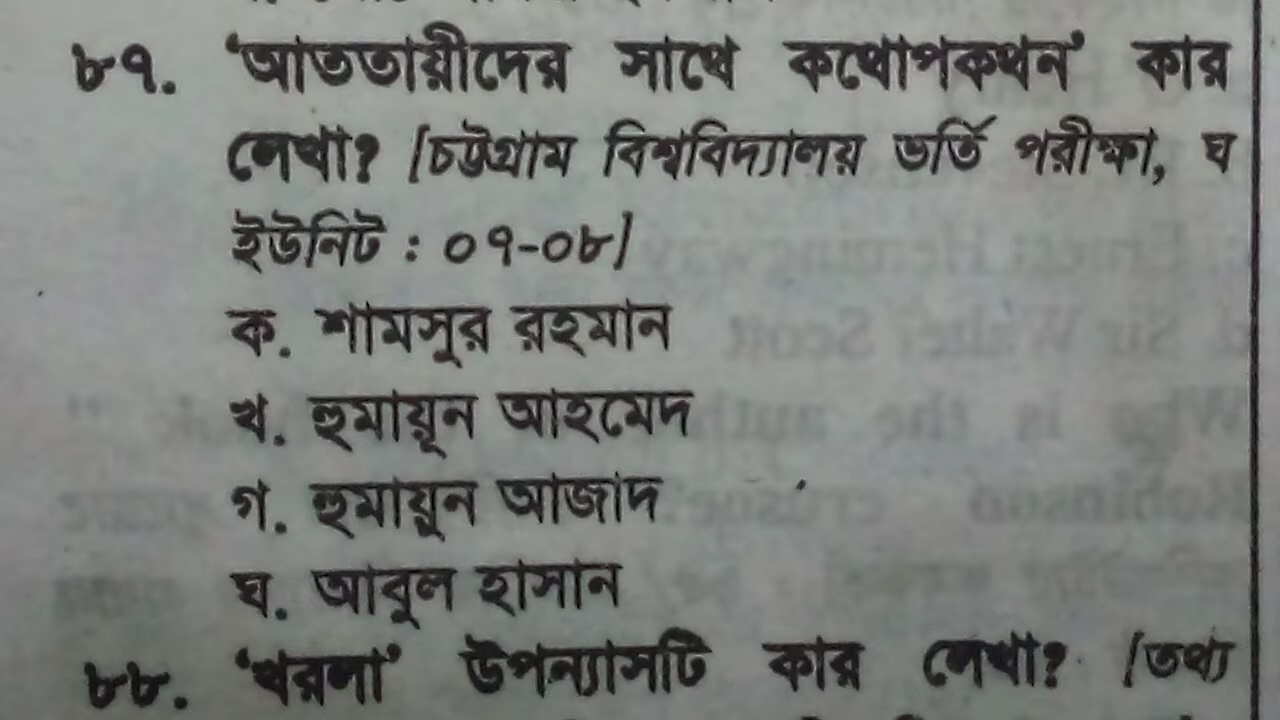 ৮৭. ‘আততায়ীদের সাথে কথোপকথন’ কার
লেখা? [চট্টগ্রাম বিশ্ববিদ্যালয় ভর্তি পরীক্ষা, ঘ
ইউনিট : ০৭-০৮]
ক. শামসুর রহমান
খ. হুমায়ূন আহমেদ
গ. হুমায়ুন আজাদ
ঘ. আবুল হাসান
৮৮. ‘খরলা’ উপন্যাসটি কার লেখা? [তথ্য